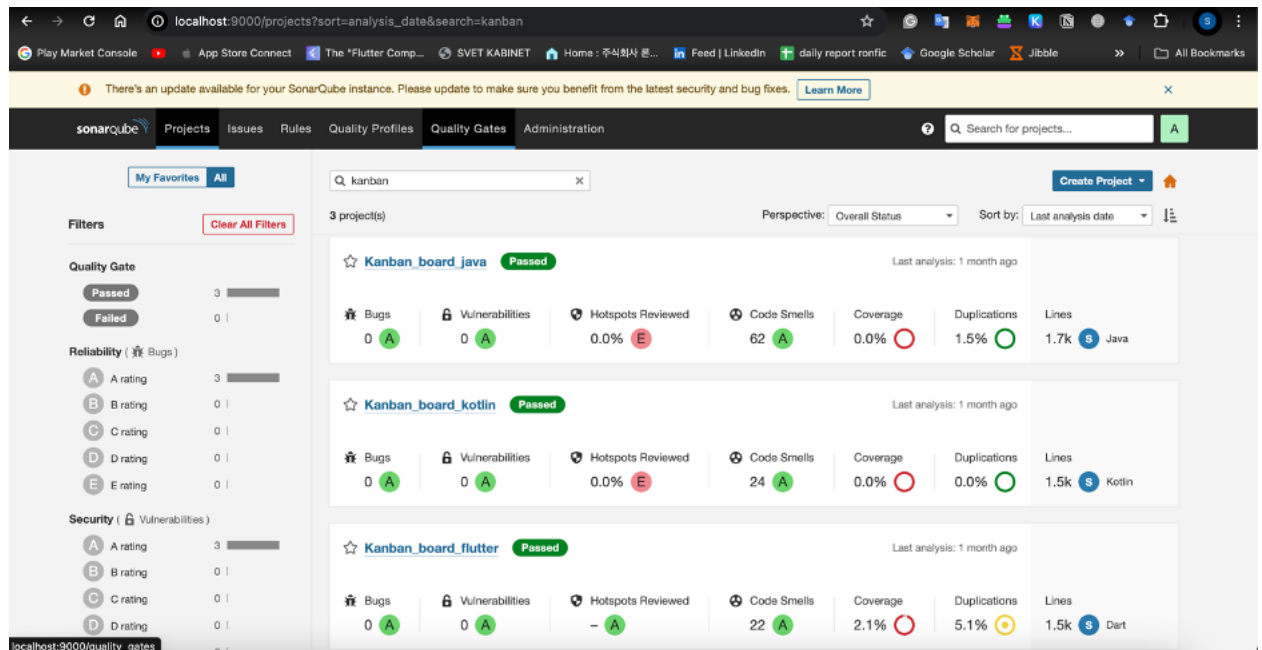 localhost:9000/projects?sort=analysis_date&search=kanban
Play Market Console App Store Connect The "Flutter Comp... SVET KABINET Home : 주식회사 론... Feed | LinkedIn daily report ronfic Google Scholar Jibble » All Bookmarks
There's an update available for your SonarQube instance. Please update to make sure you benefit from the latest security and bug fixes. Learn More
sonarqube Projects Issues Rules Quality Profiles Quality Gates Administration ? Search for projects... A
My Favorites All
kanban
Create Project
3 project(s)
Perspective: Overall Status Sort by: Last analysis date
Filters Clear All Filters
Quality Gate
Passed 3
Failed 0
Reliability ( Bugs )
A A rating 3
B B rating 0
C C rating 0
D D rating 0
E E rating 0
Security ( Vulnerabilities )
A A rating 3
B B rating 0
C C rating 0
D D rating 0
localhost:9000/quality_gates
Kanban_board_java Passed Last analysis: 1 month ago
Bugs Vulnerabilities Hotspots Reviewed Code Smells Coverage Duplications Lines
0 A 0 A 0.0% E 62 A 0.0% 1.5% 1.7k S Java
Kanban_board_kotlin Passed Last analysis: 1 month ago
Bugs Vulnerabilities Hotspots Reviewed Code Smells Coverage Duplications Lines
0 A 0 A 0.0% E 24 A 0.0% 0.0% 1.5k S Kotlin
Kanban_board_flutter Passed Last analysis: 1 month ago
Bugs Vulnerabilities Hotspots Reviewed Code Smells Coverage Duplications Lines
0 A 0 A – A 22 A 2.1% 5.1% 1.5k S Dart